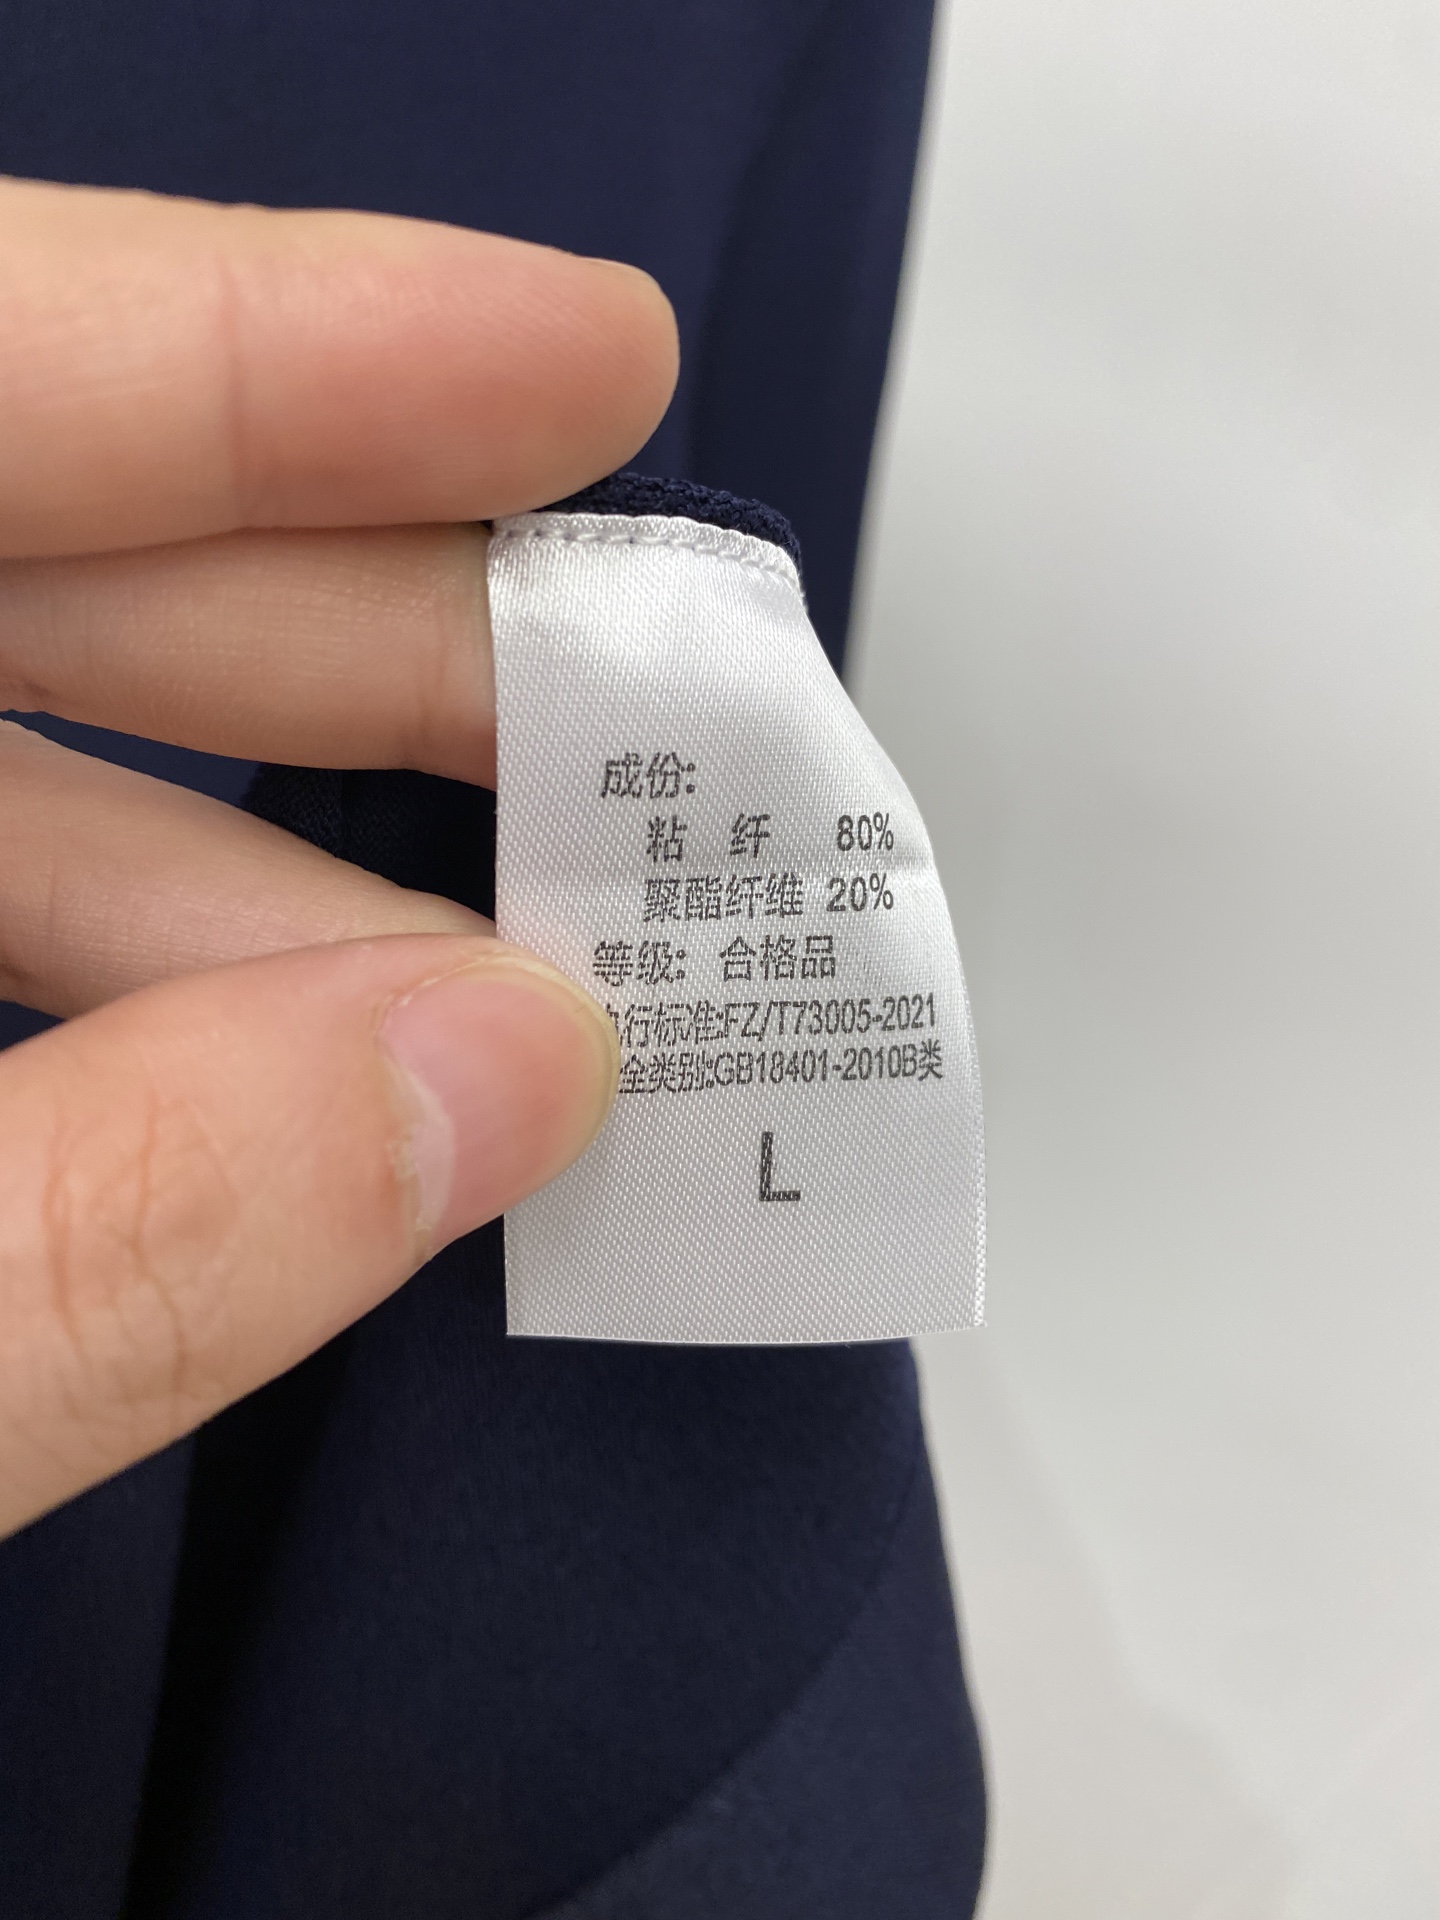 成份:
粘 纤 80%
聚酯纤维 20%
等级: 合格品
执行标准:FZ/T73005-2021
全类别:GB18401-2010B类
L